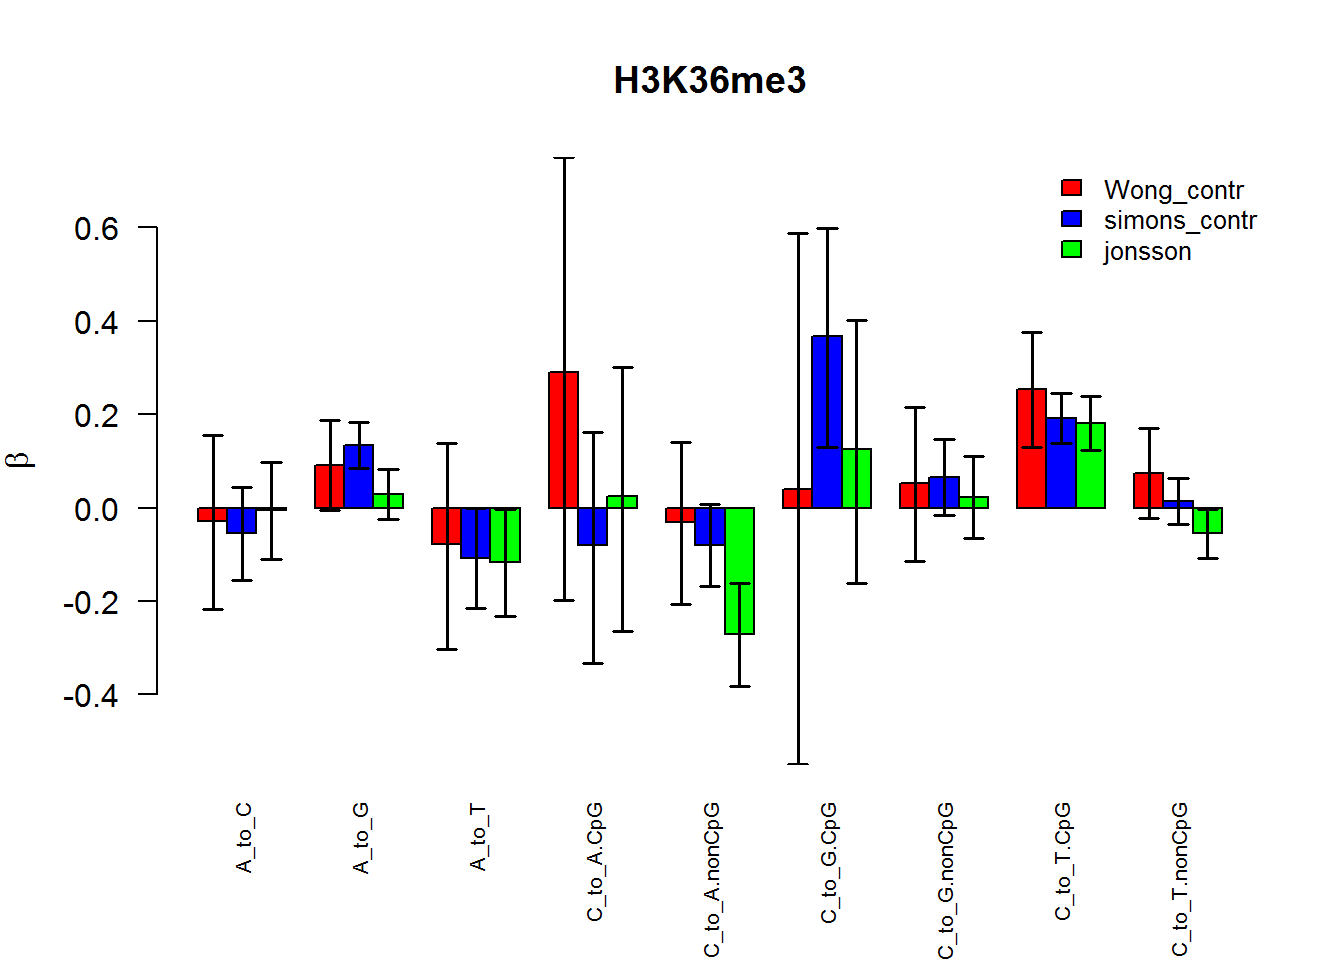 H3K36me3
Wong_contr
simons_contr
jonsson
β
0.6
0.4
0.2
0.0
-0.2
-0.4
A_to_C
A_to_G
A_to_T
C_to_A.CpG
C_to_A.nonCpG
C_to_G.CpG
C_to_G.nonCpG
C_to_T.CpG
C_to_T.nonCpG